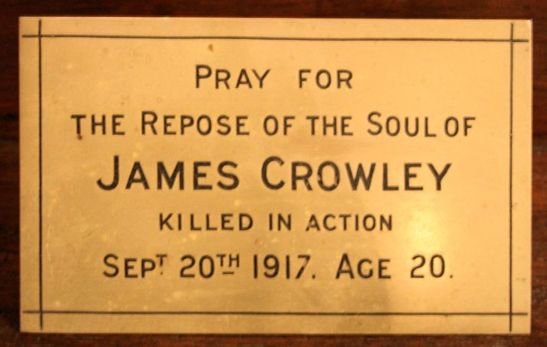 PRAY FOR
THE REPOSE OF THE SOUL OF
JAMES CROWLEY
KILLED IN ACTION
SEPT 20TH 1917. AGE 20.